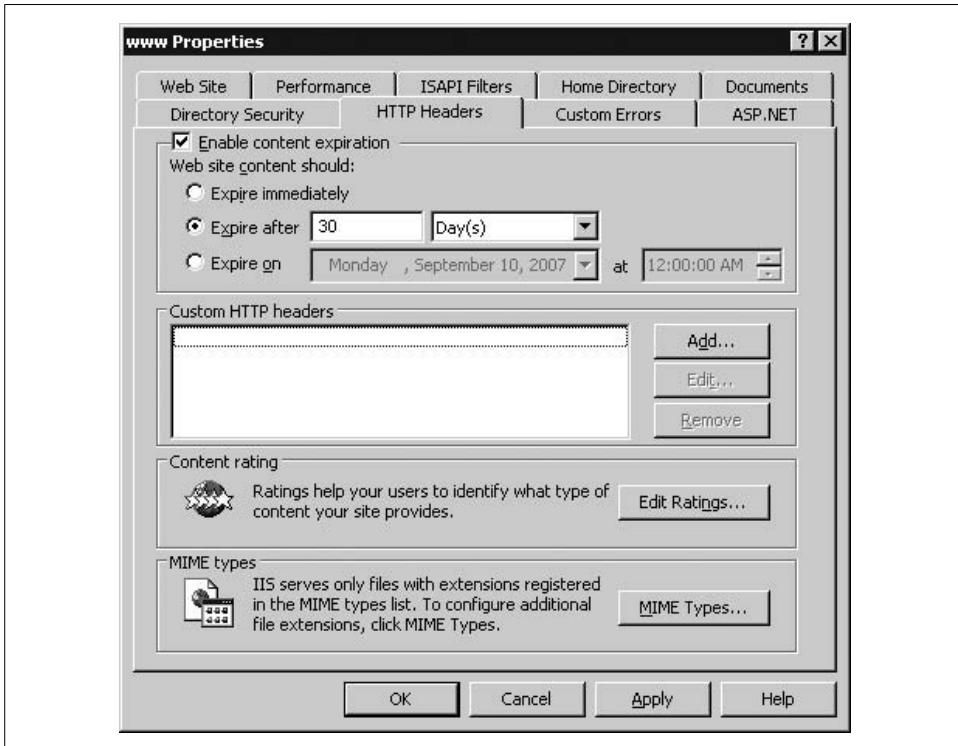 www Properties
Web Site Performance ISAPI Filters Home Directory Documents
Directory Security HTTP Headers Custom Errors ASP.NET
Enable content expiration
Web site content should:
Expire immediately
Expire after 30 Day(s)
Expire on Monday , September 10, 2007 at 12:00:00 AM
Custom HTTP headers
Add...
Edit...
Remove
Content rating
Ratings help your users to identify what type of
content your site provides.
Edit Ratings...
MIME types
IIS serves only files with extensions registered
in the MIME types list. To configure additional
file extensions, click MIME Types.
MIME Types...
OK Cancel Apply Help